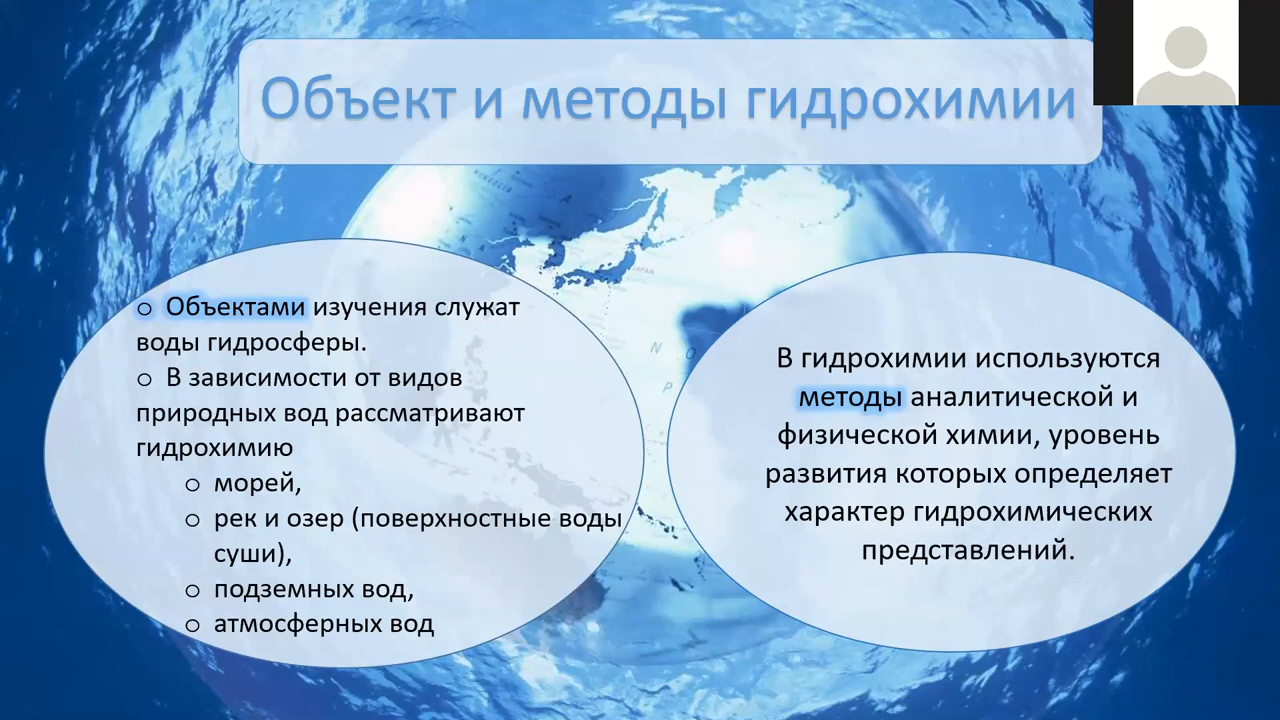 Объект и методы гидрохимии
o Объектами изучения служат
воды гидросферы.
o В зависимости от видов
природных вод рассматривают
гидрохимию
o морей,
o рек и озер (поверхностные воды
суши),
o подземных вод,
o атмосферных вод
В гидрохимии используются
методы аналитической и
физической химии, уровень
развития которых определяет
характер гидрохимических
представлений.
JAPAN
N O
P